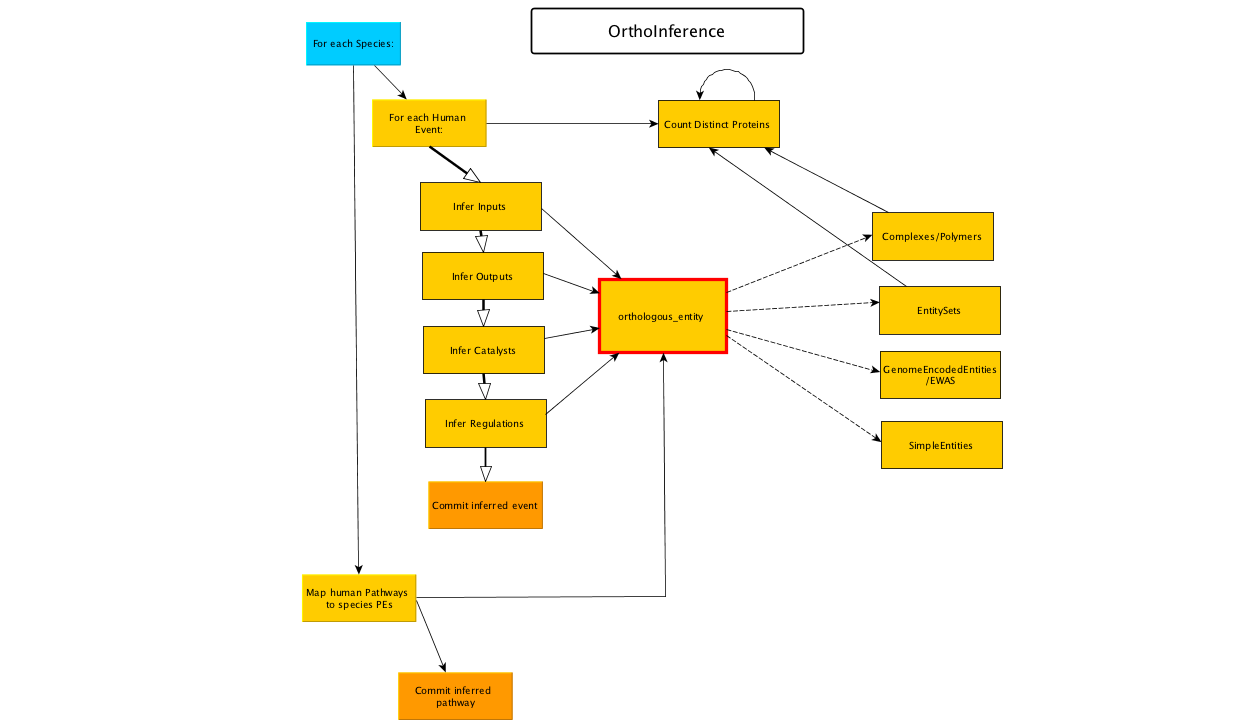 OrthoInference
For each Species:
For each Human
Event:
Count Distinct Proteins
Infer Inputs
Complexes/Polymers
Infer Outputs
orthologous_entity
EntitySets
Infer Catalysts
GenomeEncodedEntities
/EWAS
Infer Regulations
SimpleEntities
Commit inferred event
Map human Pathways
to species PEs
Commit inferred
pathway